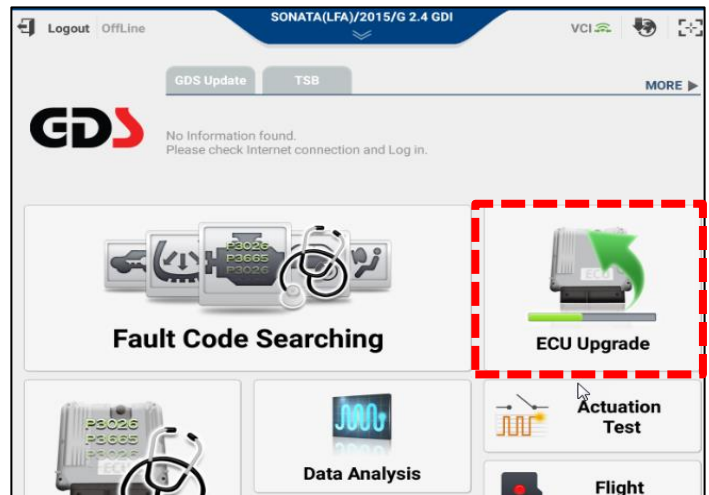 Logout OffLine
SONATA(LFA)/2015/G 2.4 GDI
VCI
GDS Update
TSB
MORE
GDS
No Information found.
Please check Internet connection and Log in.
P3026
P3665
P3026
ECU
Fault Code Searching
ECU Upgrade
P3026
P3665
P3026
ECU
Data Analysis
Actuation
Test
Flight